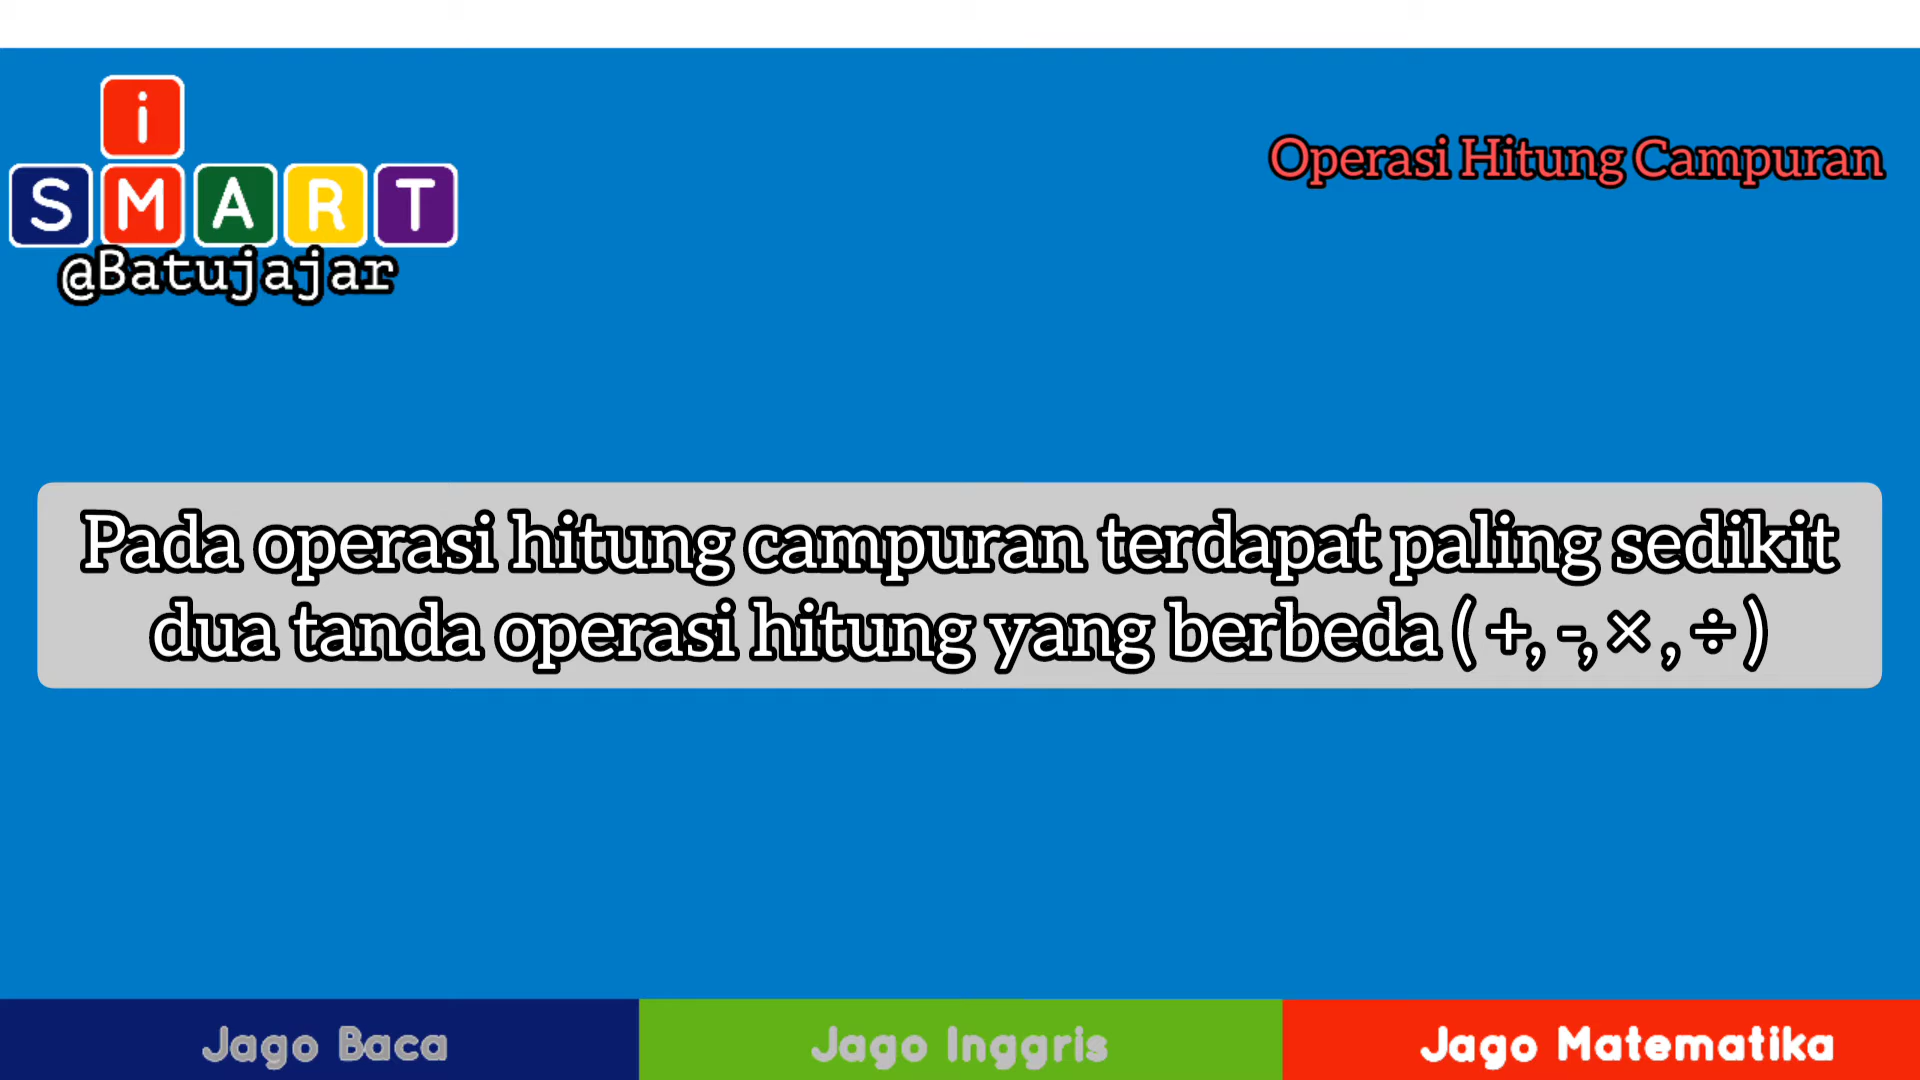 i
SMART
@Batujajar
Operasi Hitung Campuran
Pada operasi hitung campuran terdapat paling sedikit
dua tanda operasi hitung yang berbeda ( +, -, × , ÷ )
Jago Baca
Jago Inggris
Jago Matematika